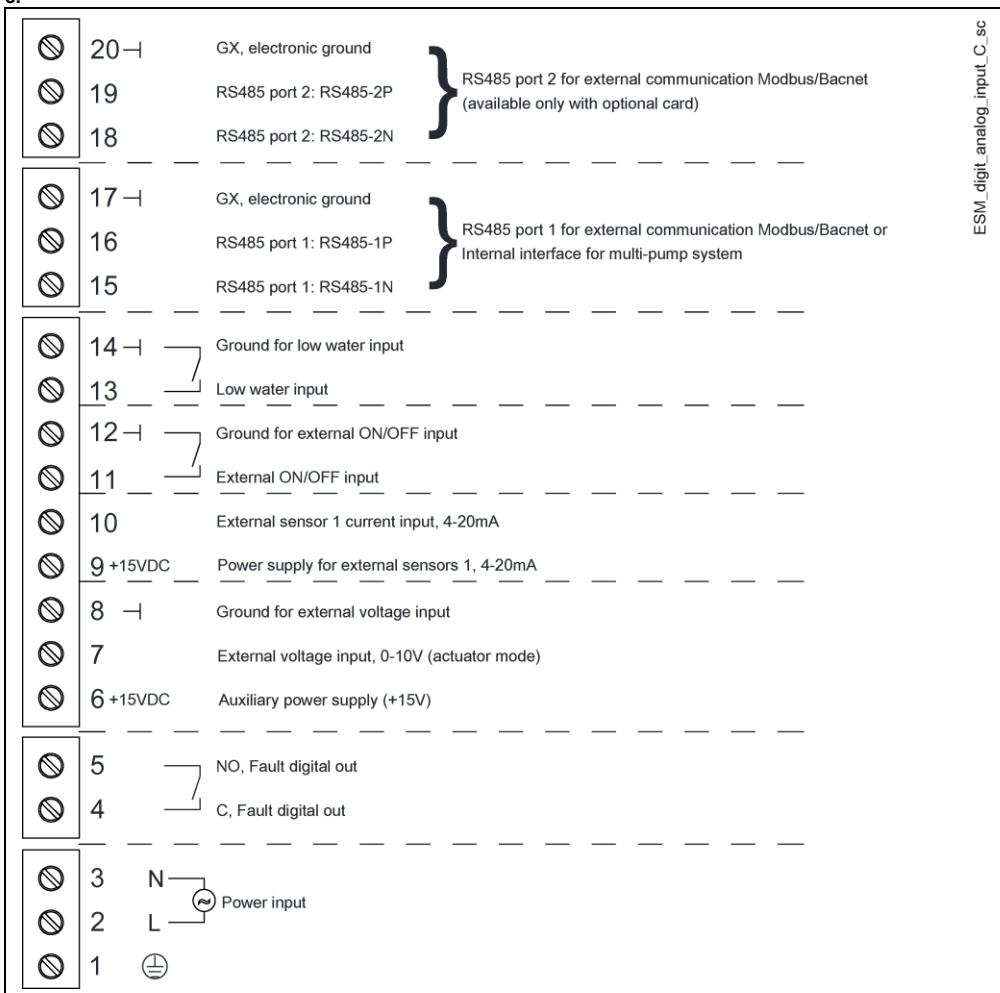 20 GX, electronic ground
19 RS485 port 2: RS485-2P
18 RS485 port 2: RS485-2N
RS485 port 2 for external communication Modbus/Bacnet
(available only with optional card)
17 GX, electronic ground
16 RS485 port 1: RS485-1P
15 RS485 port 1: RS485-1N
RS485 port 1 for external communication Modbus/Bacnet or
Internal interface for multi-pump system
14 Ground for low water input
13 Low water input
12 Ground for external ON/OFF input
11 External ON/OFF input
10 External sensor 1 current input, 4-20mA
9 +15VDC Power supply for external sensors 1, 4-20mA
8 Ground for external voltage input
7 External voltage input, 0-10V (actuator mode)
6 +15VDC Auxiliary power supply (+15V)
5 NO, Fault digital out
4 C, Fault digital out
3 N
Power input
2 L
1
ESM_digit_analog_input_C_sc